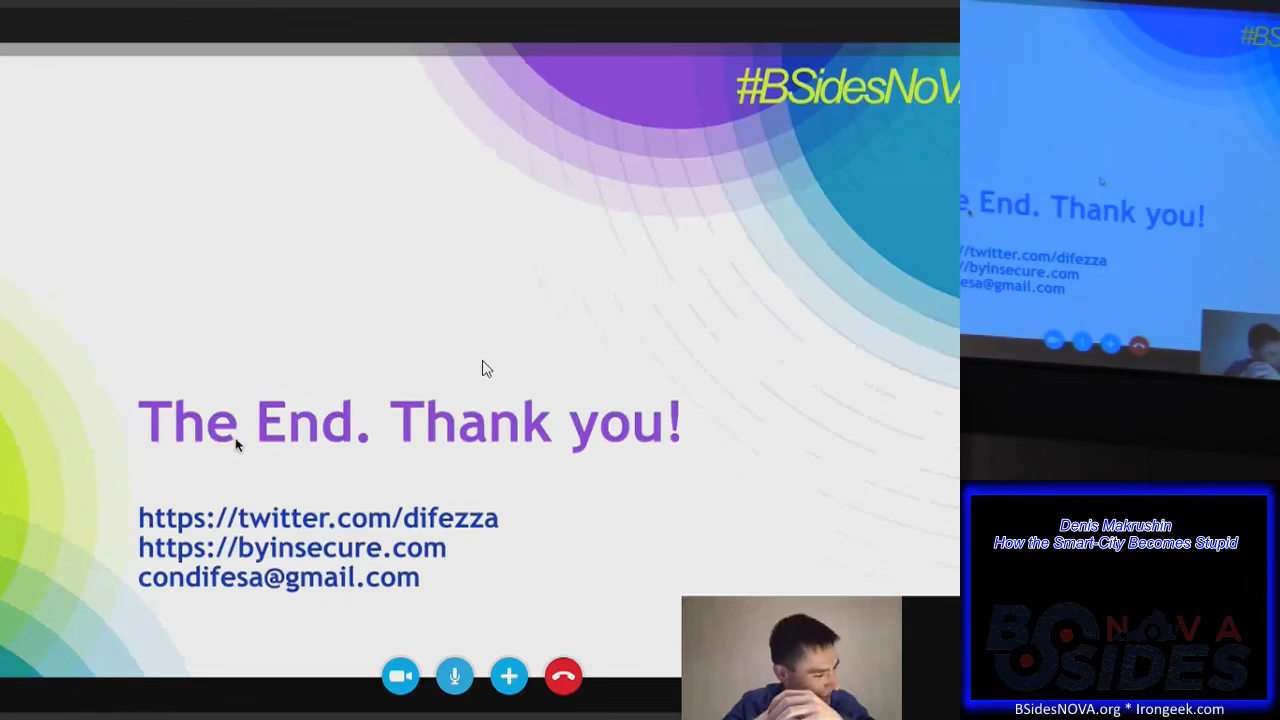 #BSidesNoV
The End. Thank you!
https://twitter.com/difezza
https://byinsecure.com
condifesa@gmail.com
#BS
e End. Thank you!
//twitter.com/difezza
//byinsecure.com
esa@gmail.com
Denis Makrushin
How the Smart-City Becomes Stupid
BSIDES
NOVA
BSidesNOVA.org * Irongeek.com